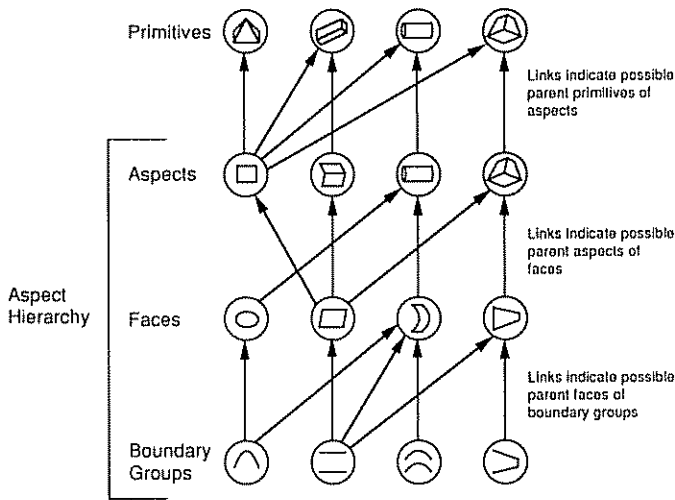 Primitives
Links indicate possible
parent primitives of
aspects
Aspects
Links indicate possible
parent aspects of
faces
Aspect
Hierarchy
Faces
Links indicate possible
parent faces of
boundary groups
Boundary
Groups